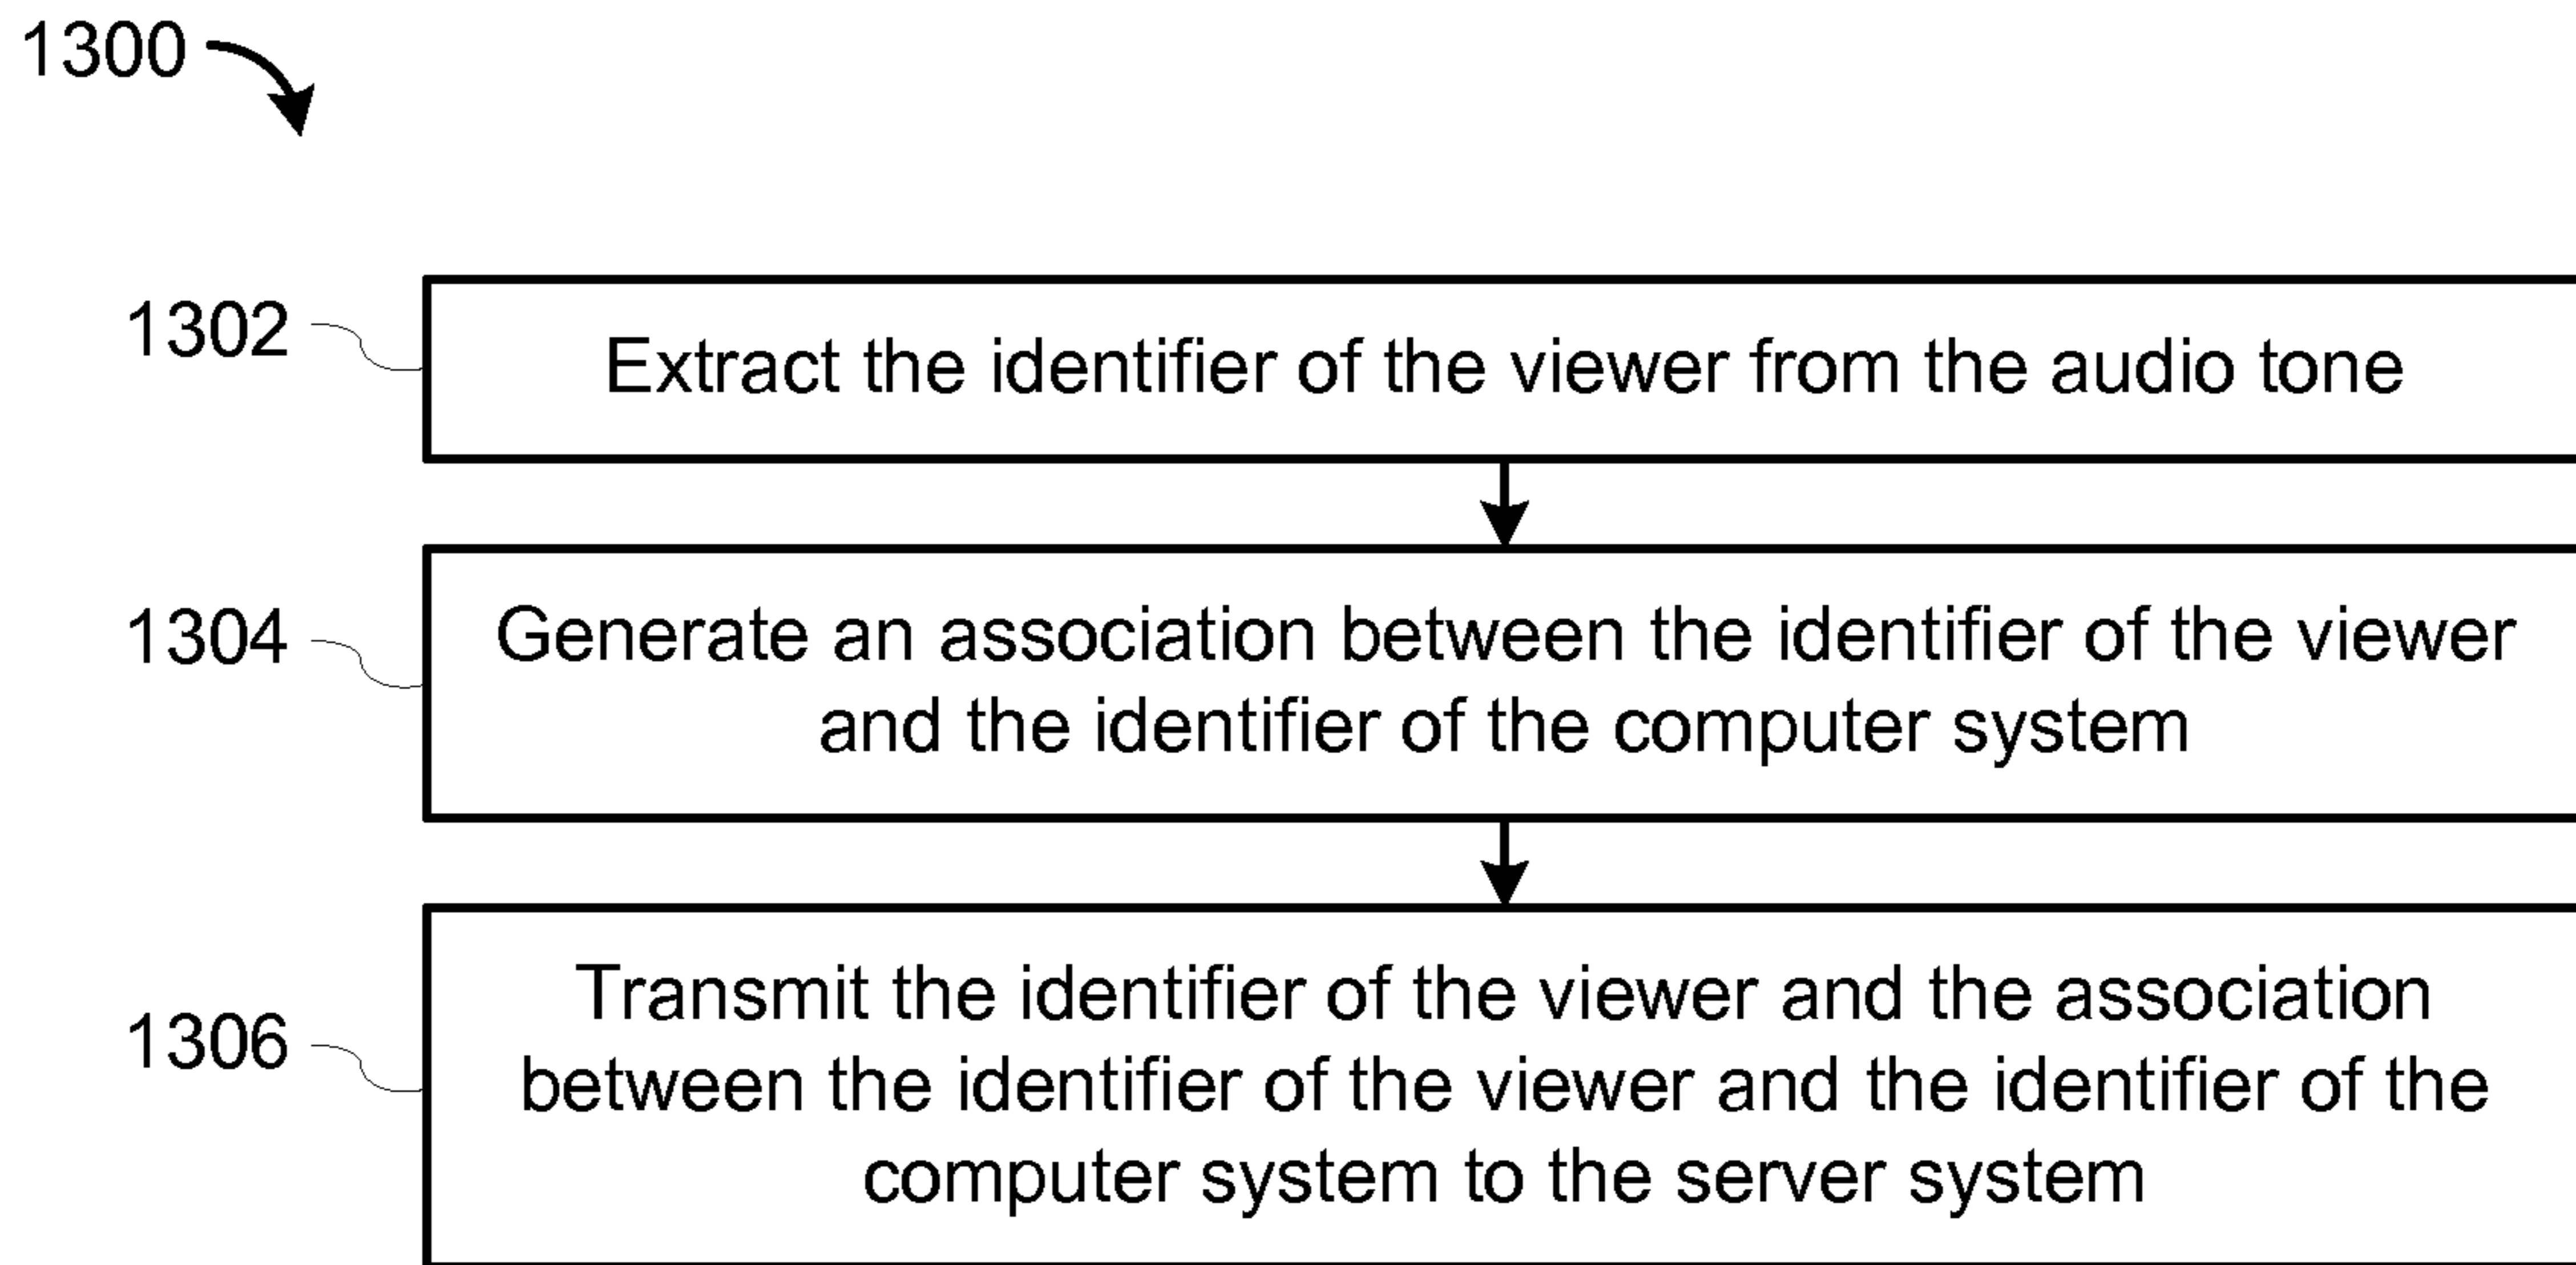 1300
1302
Extract the identifier of the viewer from the audio tone
1304
Generate an association between the identifier of the viewer
and the identifier of the computer system
1306
Transmit the identifier of the viewer and the association
between the identifier of the viewer and the identifier of the
computer system to the server system